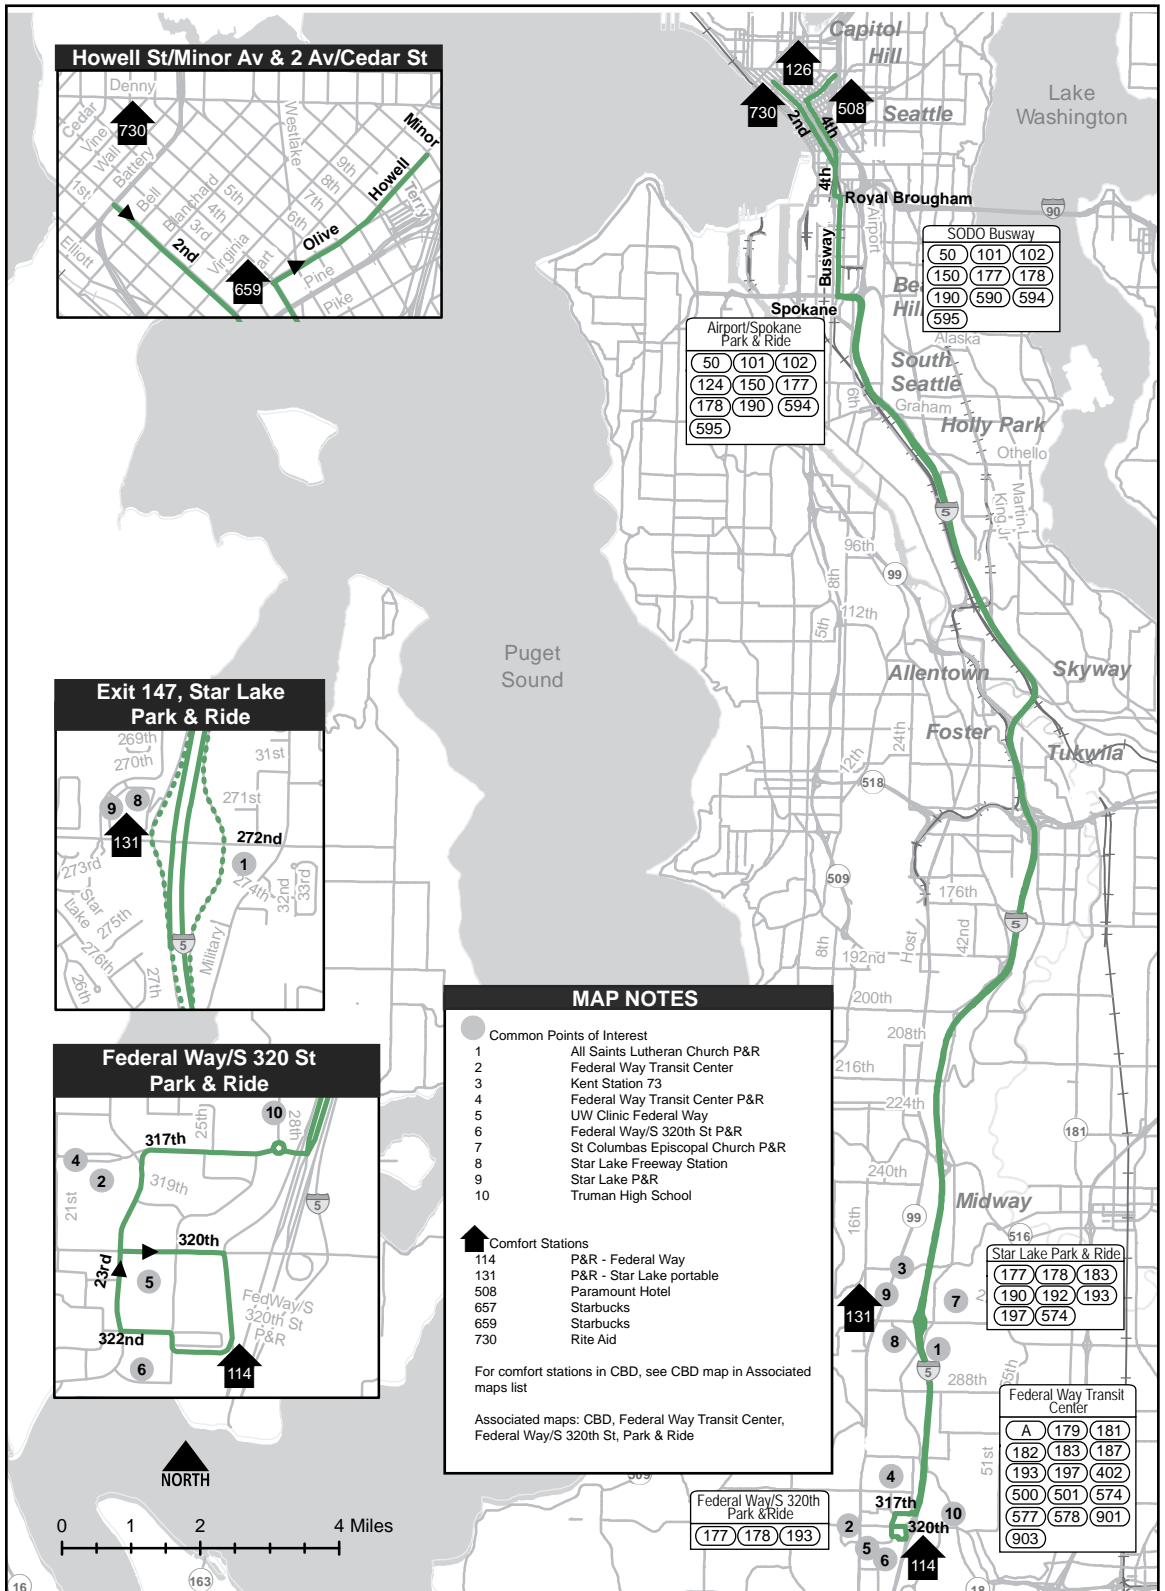 Howell St/Minor Av & 2 Av/Cedar St
Denny
Cedar
Vine
Wall
Battery
730
Westlake
Minor
1st
Bell
Blanchard
5th
4th
3rd
9th
8th
7th
6th
Howell
Terry
Elliott
2nd
Virginia
Olive
659
Pine
Pike
Capitol
Hill
126
730
508
2nd
4th
Seattle
Lake
Washington
4th
Royal Brougham
90
Airport
Busway
Spokane
SODO Busway
50 101 102
150 177 178
190 590 594
595
Airport/Spokane
Park & Ride
50 101 102
124 150 177
178 190 594
595
Alaska
South
Seattle
6th
Graham
Holly Park
Othello
Martin L
King Jr
5
96th
99
8th
112th
5th
Puget
Sound
Allentown
Skyway
Foster
24th
Tukwila
12th
518
509
176th
5
8th
192nd
Host
42nd
200th
208th
216th
224th
181
240th
Midway
16th
99
516
Exit 147, Star Lake
Park & Ride
269th
270th
31st
9
8
271st
131
272nd
1
273rd
274th
Star
Lake
32nd
33rd
275th
276th
5
Military
26th
27th
Federal Way/S 320 St
Park & Ride
10
25th
28th
317th
4
2
319th
21st
5
320th
23rd
5
FedWay/S
320th St
P&R
322nd
6
114
NORTH
0 1 2 4 Miles
16
163
MAP NOTES
Common Points of Interest
1 All Saints Lutheran Church P&R
2 Federal Way Transit Center
3 Kent Station 73
4 Federal Way Transit Center P&R
5 UW Clinic Federal Way
6 Federal Way/S 320th St P&R
7 St Columbas Episcopal Church P&R
8 Star Lake Freeway Station
9 Star Lake P&R
10 Truman High School
Comfort Stations
114 P&R - Federal Way
131 P&R - Star Lake portable
508 Paramount Hotel
657 Starbucks
659 Starbucks
730 Rite Aid
For comfort stations in CBD, see CBD map in Associated
maps list
Associated maps: CBD, Federal Way Transit Center,
Federal Way/S 320th St, Park & Ride
3
9
131
7
8
1
5
288th
51st
Star Lake Park & Ride
177 178 183
190 192 193
197 574
Federal Way Transit
Center
A 179 181
182 183 187
193 197 402
500 501 574
577 578 901
903
509
4
317th
2
320th
10
5
6
114
Federal Way/S 320th
Park &Ride
177 178 193
18